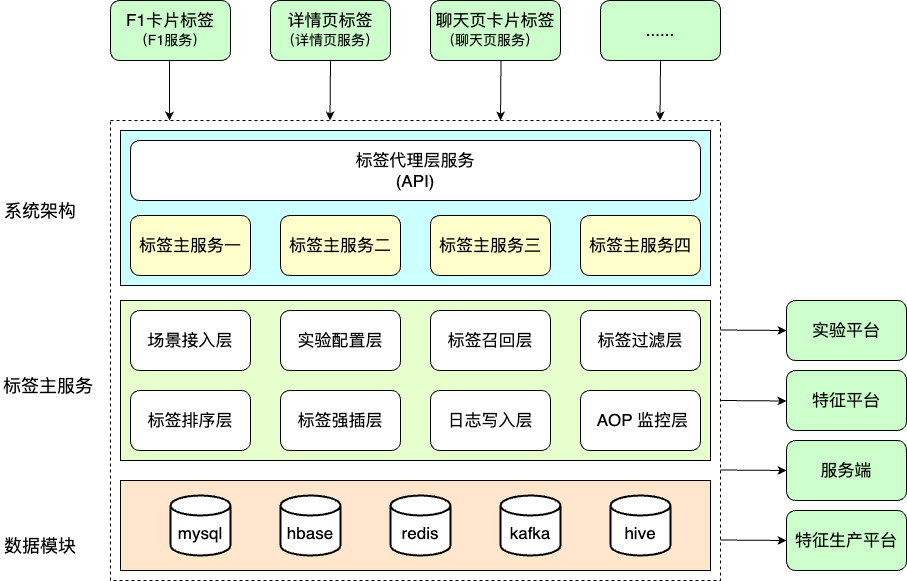 F1卡片标签
(F1服务)
详情页标签
(详情页服务)
聊天页卡片标签
(聊天页服务)
......
标签代理层服务
(API)
系统架构
标签主服务一
标签主服务二
标签主服务三
标签主服务四
场景接入层
实验配置层
标签召回层
标签过滤层
实验平台
标签主服务
特征平台
标签排序层
标签强插层
日志写入层
AOP 监控层
服务端
数据模块
mysql
hbase
redis
kafka
hive
特征生产平台